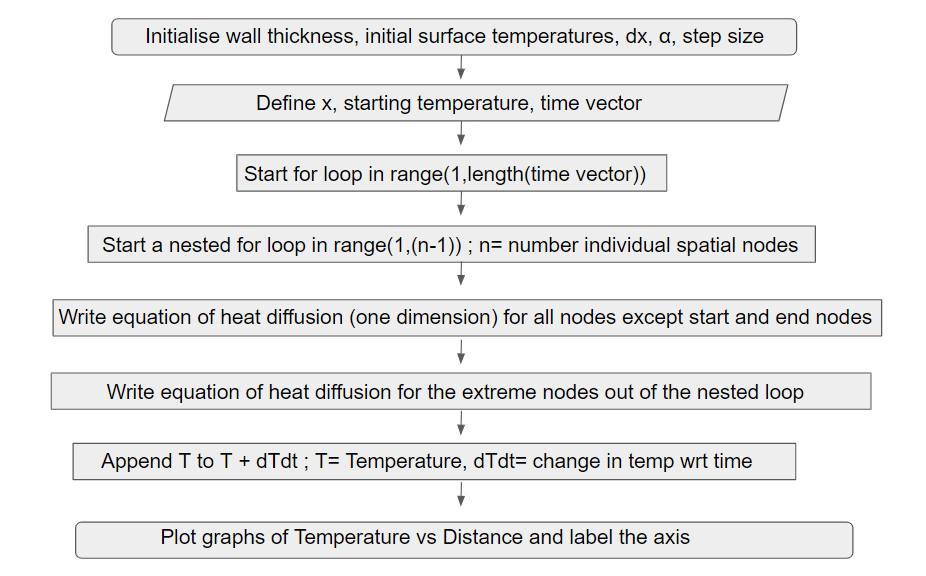 Initialise wall thickness, initial surface temperatures, dx, α, step size
Define x, starting temperature, time vector
Start for loop in range(1,length(time vector))
Start a nested for loop in range(1,(n-1)) ; n= number individual spatial nodes
Write equation of heat diffusion (one dimension) for all nodes except start and end nodes
Write equation of heat diffusion for the extreme nodes out of the nested loop
Append T to T + dTdt ; T= Temperature, dTdt= change in temp wrt time
Plot graphs of Temperature vs Distance and label the axis